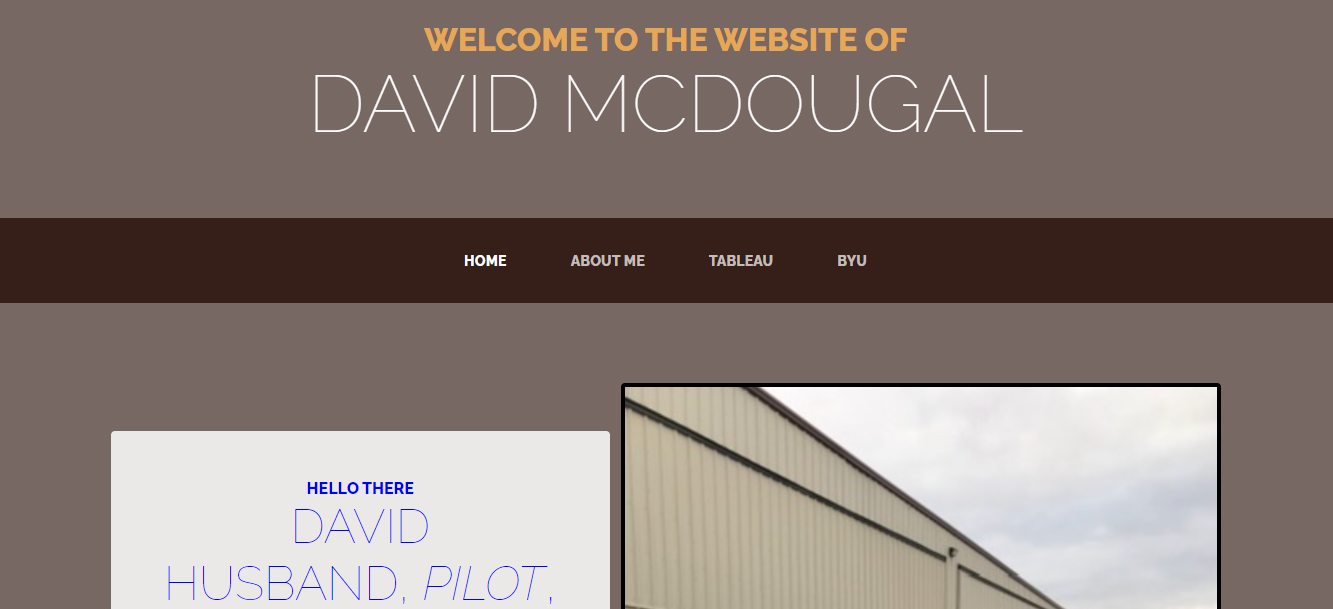 WELCOME TO THE WEBSITE OF
DAVID MCDOUGAL
HOME ABOUT ME TABLEAU BYU
HELLO THERE
DAVID
HUSBAND, PILOT,